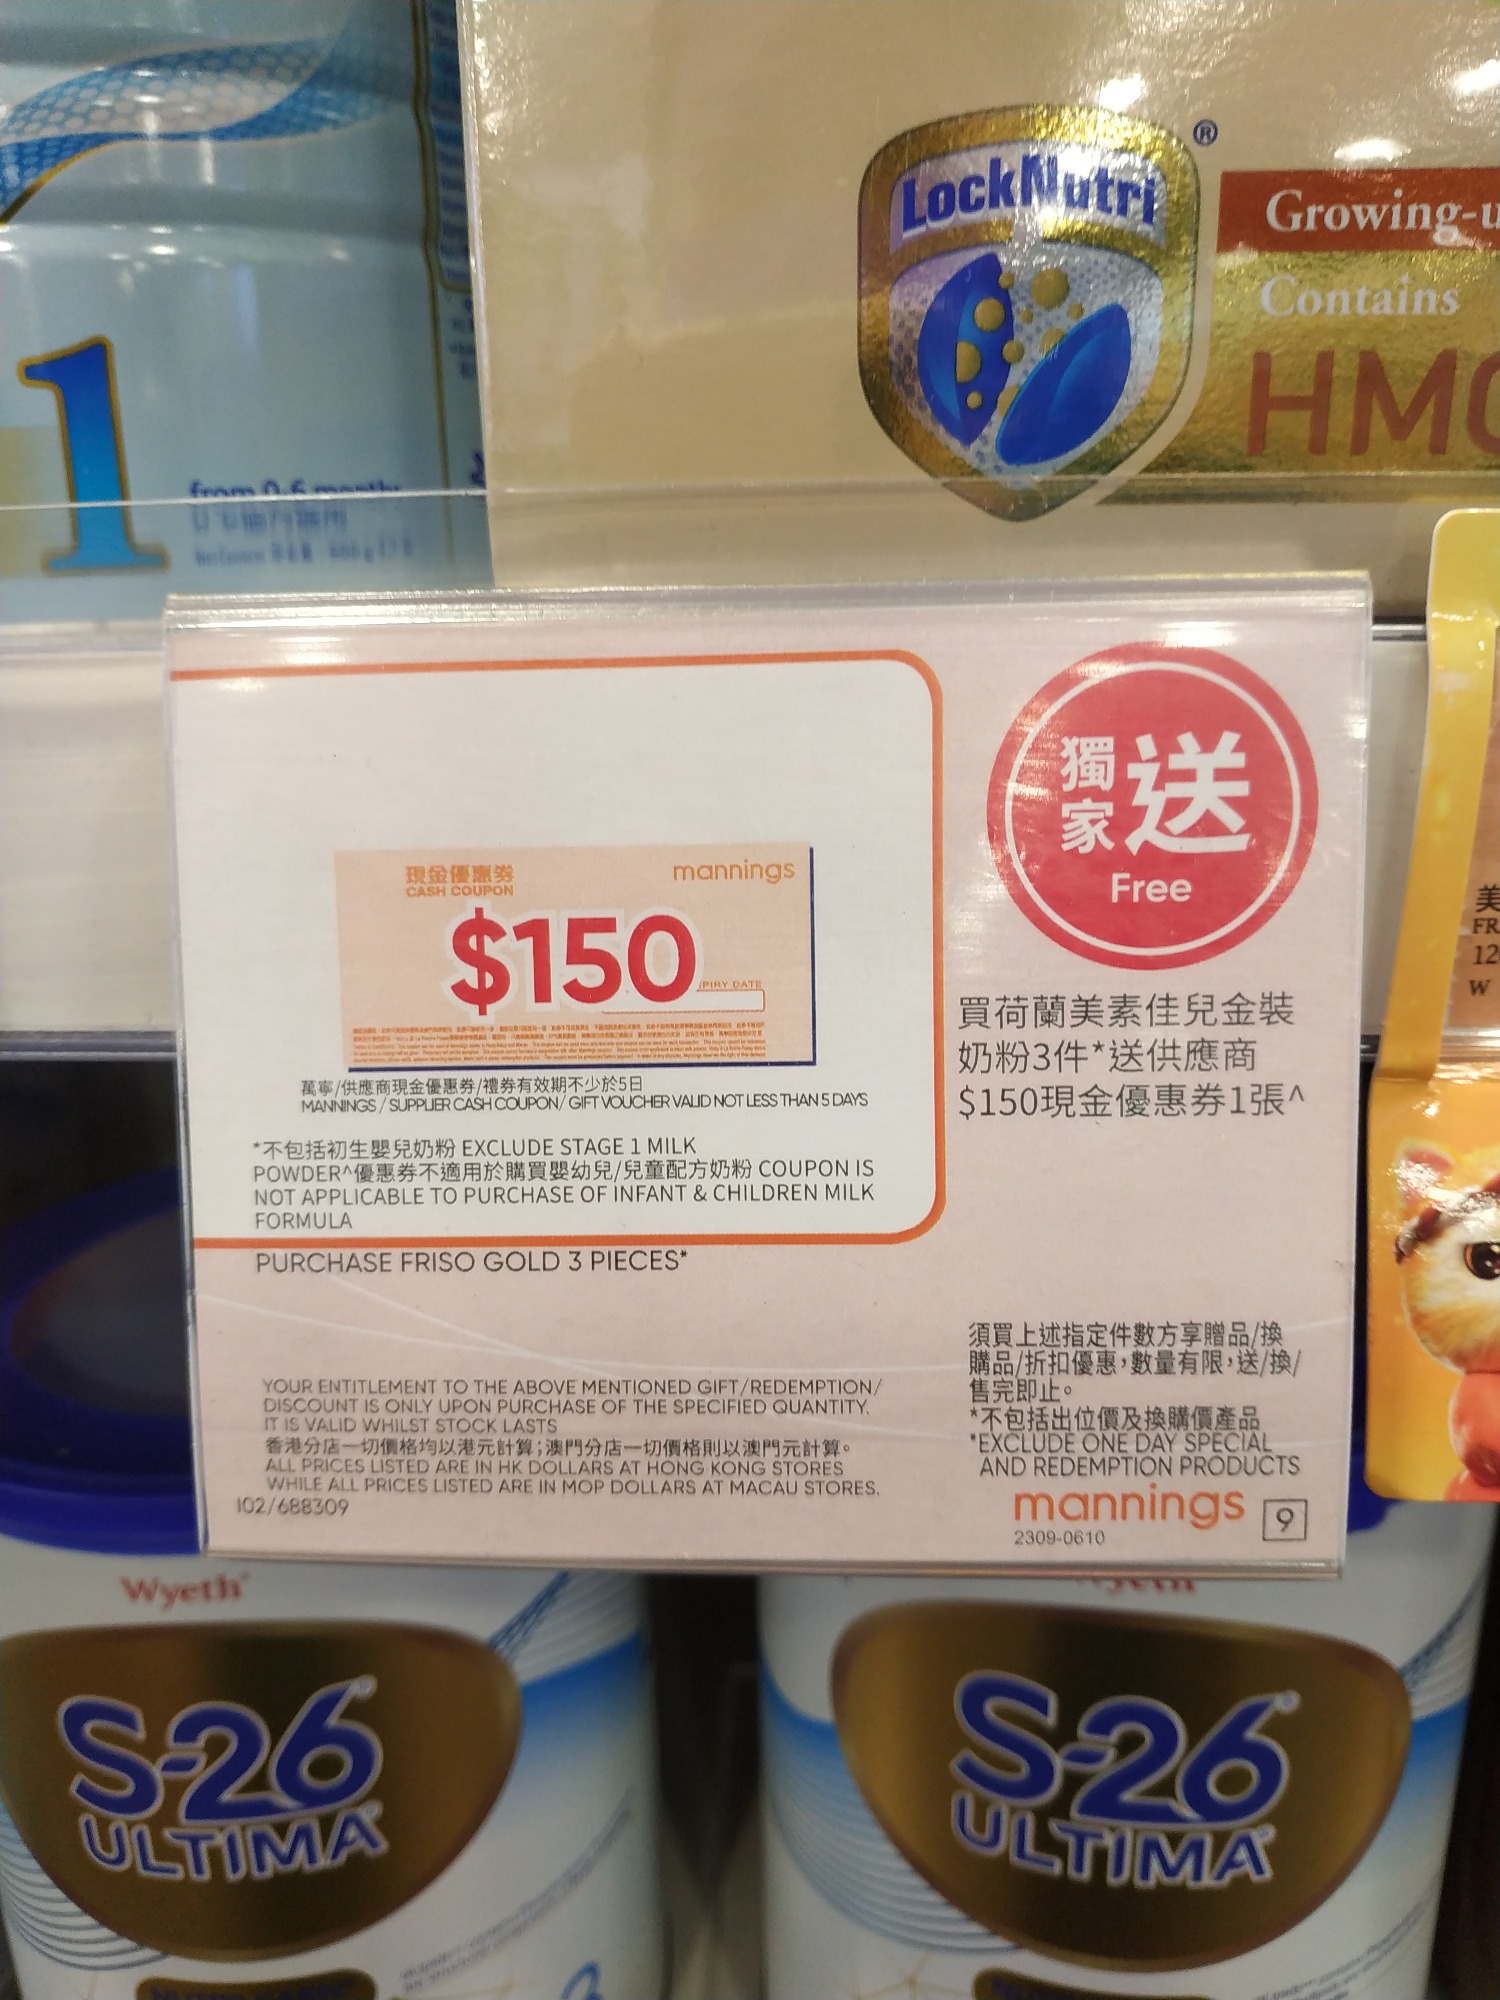 LockNutri
®
Growing-u
Contains
HMO
1
from 0-6 months
獨家
送
Free
現金優惠券
mannings
CASH COUPON
$150
PIRY DATE
萬寧/供應商現金優惠券/禮券有效期不少於5日
MANNINGS / SUPPLIER CASH COUPON/ GIFT VOUCHER VALID NOT LESS THAN 5 DAYS
*不包括初生嬰兒奶粉 EXCLUDE STAGE 1 MILK
POWDER^優惠券不適用於購買嬰幼兒/兒童配方奶粉 COUPON IS
NOT APPLICABLE TO PURCHASE OF INFANT & CHILDREN MILK
FORMULA
PURCHASE FRISO GOLD 3 PIECES*
買荷蘭美素佳兒金裝
奶粉3件*送供應商
$150現金優惠券1張^
YOUR ENTITLEMENT TO THE ABOVE MENTIONED GIFT/REDEMPTION/
DISCOUNT IS ONLY UPON PURCHASE OF THE SPECIFIED QUANTITY.
IT IS VALID WHILST STOCK LASTS
香港分店一切價格均以港元計算;澳門分店一切價格則以澳門元計算。
ALL PRICES LISTED ARE IN HK DOLLARS AT HONG KONG STORES
WHILE ALL PRICES LISTED ARE IN MOP DOLLARS AT MACAU STORES.
102/688309
須買上述指定件數方享贈品/換
購品/折扣優惠,數量有限,送/換/
售完即止。
*不包括出位價及換購價產品
*EXCLUDE ONE DAY SPECIAL
AND REDEMPTION PRODUCTS
mannings
9
2309-0610
美
FR
12
W
Wyeth
S-26
ULTIMA
Wyeth
S-26
ULTIMA